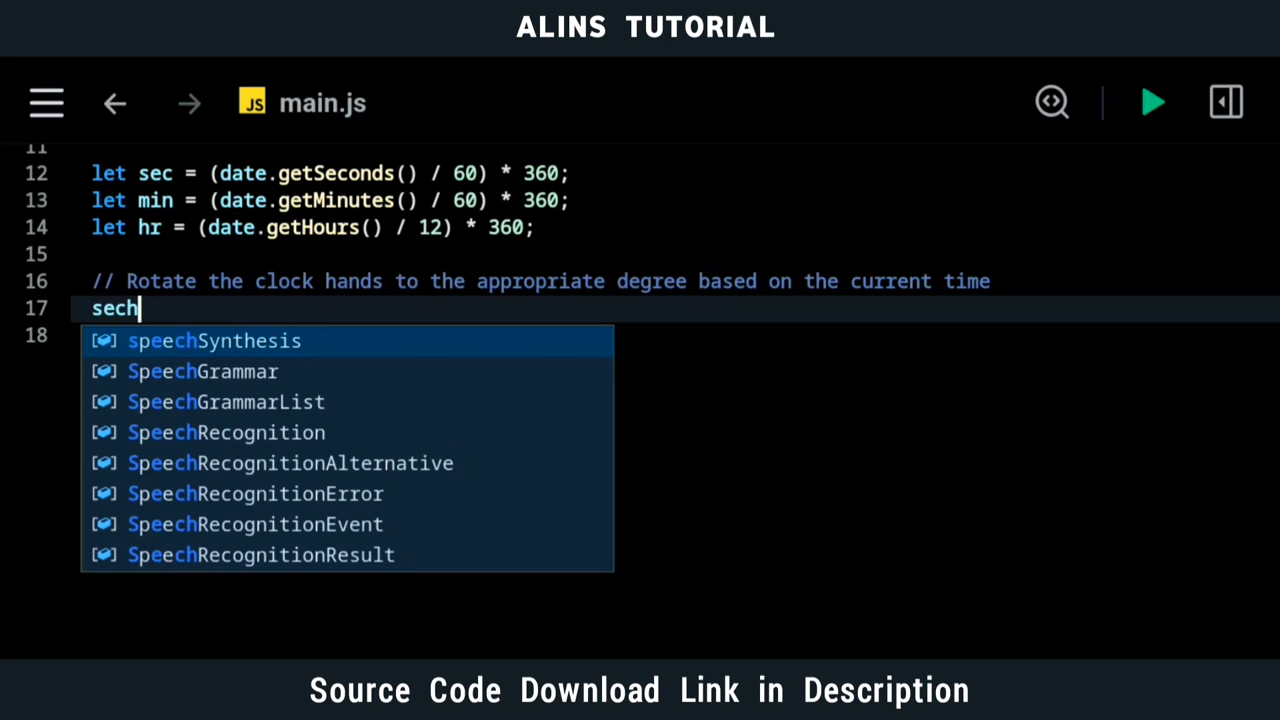 ALINS TUTORIAL
JS main.js
11
12 let sec = (date.getSeconds() / 60) * 360;
13 let min = (date.getMinutes() / 60) * 360;
14 let hr = (date.getHours() / 12) * 360;
15
16 // Rotate the clock hands to the appropriate degree based on the current time
17 sech
18
speechSynthesis
SpeechGrammar
SpeechGrammarList
SpeechRecognition
SpeechRecognitionAlternative
SpeechRecognitionError
SpeechRecognitionEvent
SpeechRecognitionResult
Source Code Download Link in Description